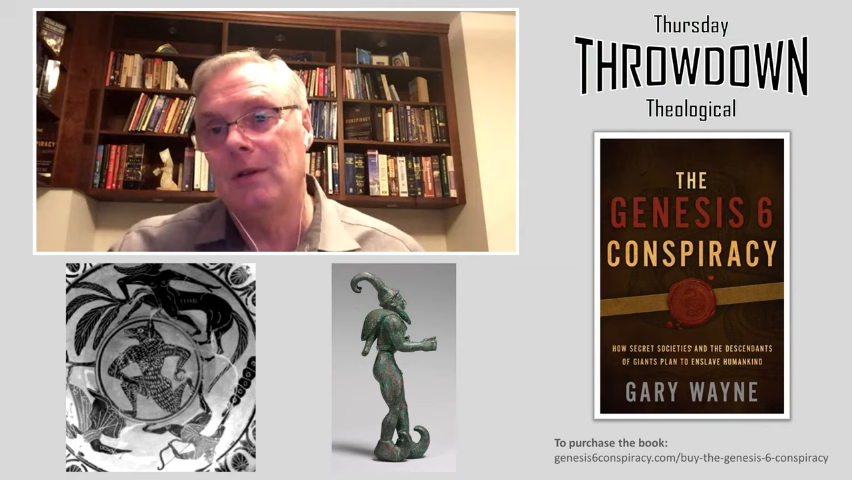 Thursday
THROWDOWN
Theological
THE
GENESIS 6
CONSPIRACY
HOW SECRET SOCIETIES AND THE DESCENDANTS
OF GIANTS PLAN TO ENSLAVE HUMANKIND
GARY WAYNE
To purchase the book:
genesis6conspiracy.com/buy-the-genesis-6-conspiracy
CONSPIRACY